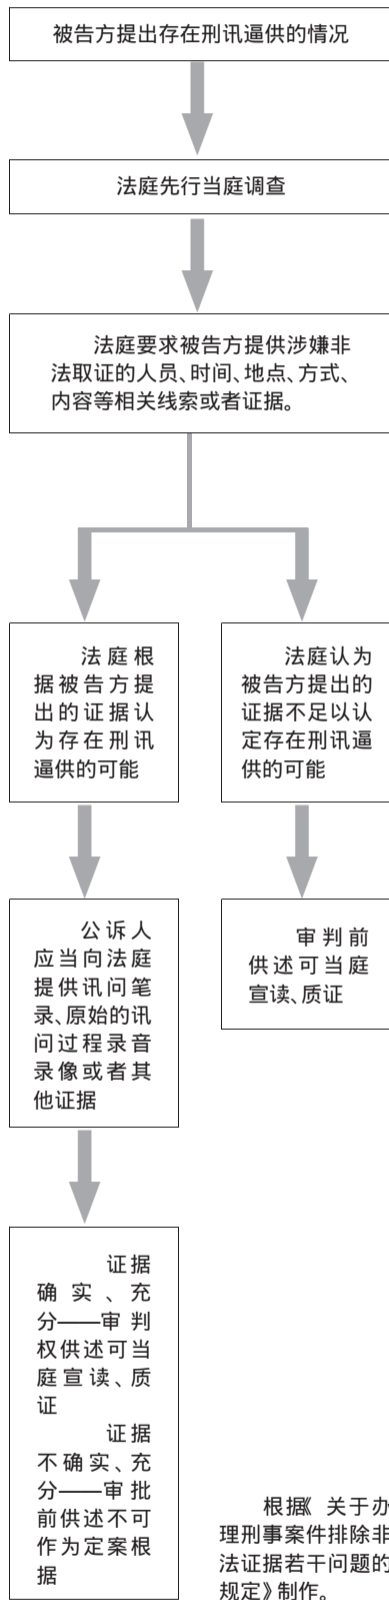 被告方提出存在刑讯逼供的情况
法庭先行当庭调查
法庭要求被告方提供涉嫌非
法取证的人员、时间、地点、方式、
内容等相关线索或者证据。
法庭根
据被告方提
出的证据认
为存在刑讯
逼供的可能
法庭认为
被告方提出的
证据不足以认
定存在刑讯逼
供的可能
公诉人
应当向法庭
提供讯问笔
录、原始的讯
问过程录音
录像或者其
他证据
审判前
供述可当庭
宣读、质证
证据
确实、充
分——审判
权供述可当
庭宣读、质
证
证据
不确实、充
分——审批
前供述不可
作为定案根
据
根据《关于办
理刑事案件排除非
法证据若干问题的
规定》制作。